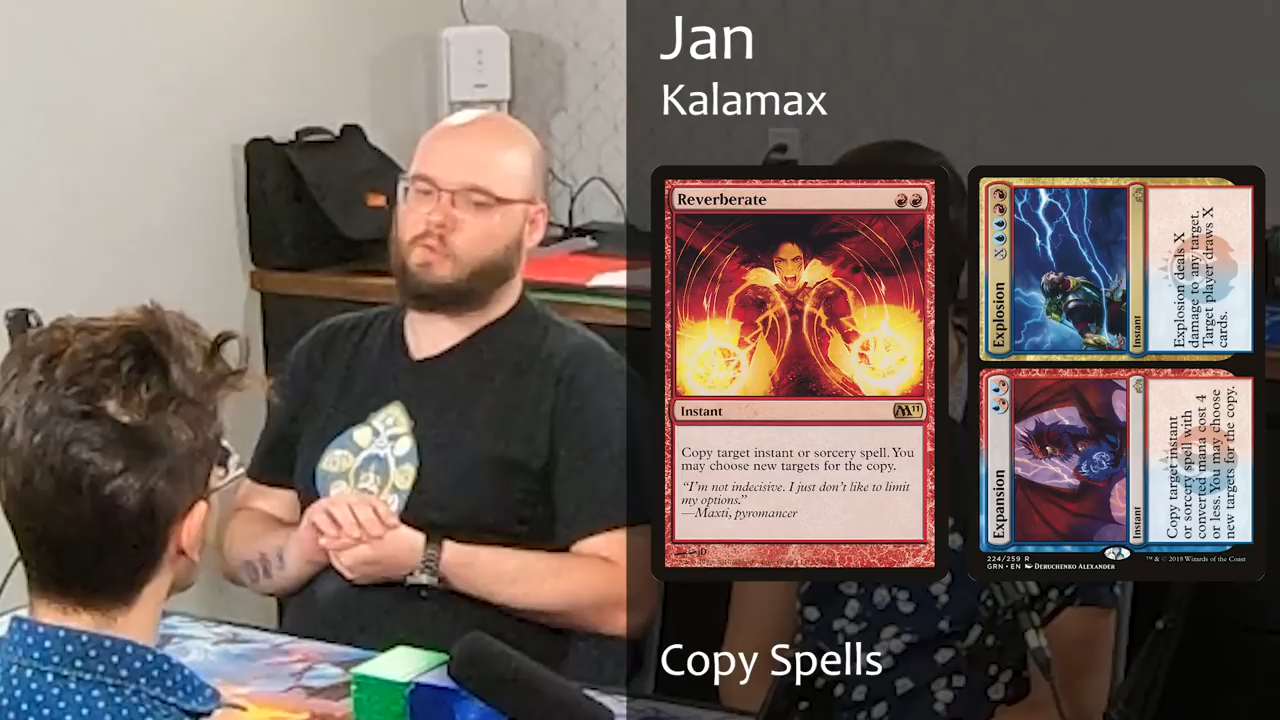 Jan
Kalamax
Reverberate
Instant
M11
Copy target instant or sorcery spell. You
may choose new targets for the copy.
“I’m not indecisive. I just don’t like to limit
my options.”
—Maxti, pyromancer
Explosion
X
Instant
Explosion deals X
damage to any target.
Target player draws X
cards.
Expansion
Instant
Copy target instant
or sorcery spell with
converted mana cost 4
or less. You may choose
new targets for the copy.
224/259 R
GRN • EN DERUCHENKO ALEXANDER
™ & © 2018 Wizards of the Coast
Copy Spells